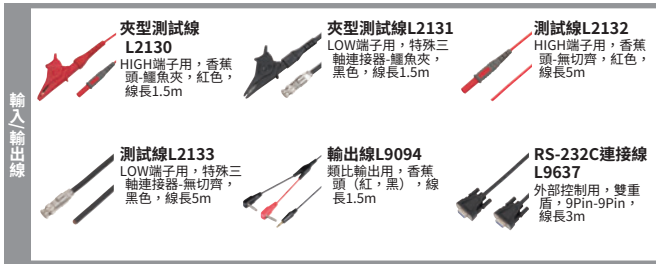 輸入/輸出線
夾型測試線
L2130
HIGH端子用，香蕉
頭-鱷魚夾，紅色，
線長1.5m
夾型測試線L2131
LOW端子用，特殊三
軸連接器-鱷魚夾，
黑色，線長1.5m
測試線L2132
HIGH端子用，香蕉
頭-無切齊，紅色，
線長5m
測試線L2133
LOW端子用，特殊三
軸連接器-無切齊，
黑色，線長5m
輸出線L9094
類比輸出用，香蕉
頭（紅，黑），線
長1.5m
RS-232C連接線
L9637
外部控制用，雙重
盾，9Pin-9Pin，
線長3m